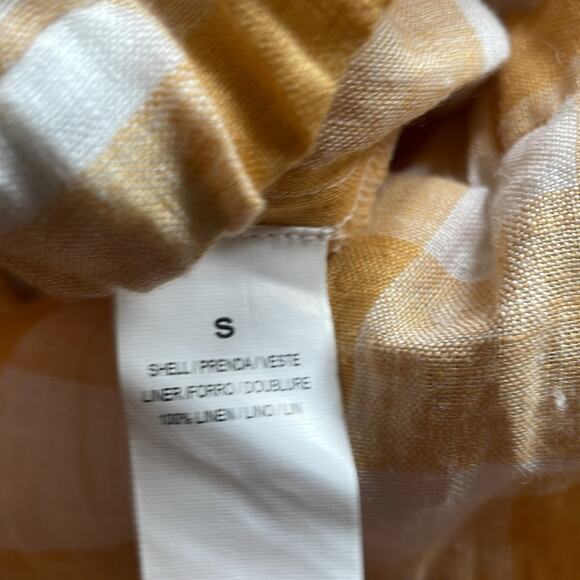 S
SHELL/PRENDA/VESTE
LINER/FORRO/DOUBLURE
100% LINEN/LINO/LIN